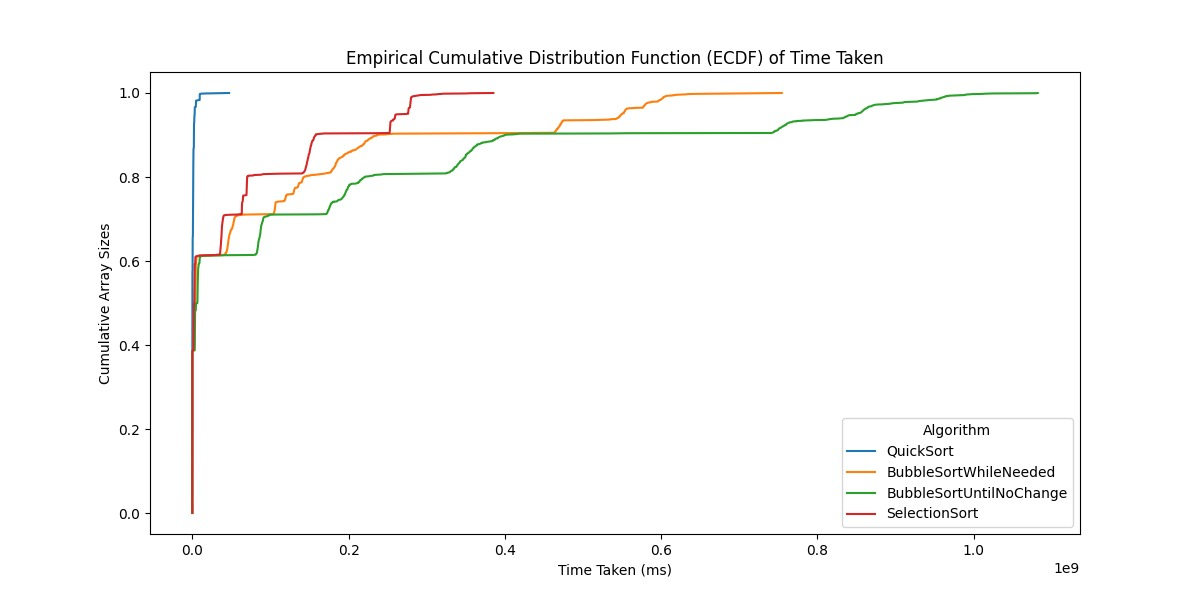 Empirical Cumulative Distribution Function (ECDF) of Time Taken
Cumulative Array Sizes
1.0
0.8
0.6
0.4
0.2
0.0
0.0 0.2 0.4 0.6 0.8 1.0
1e9
Time Taken (ms)
Algorithm
QuickSort
BubbleSortWhileNeeded
BubbleSortUntilNoChange
SelectionSort